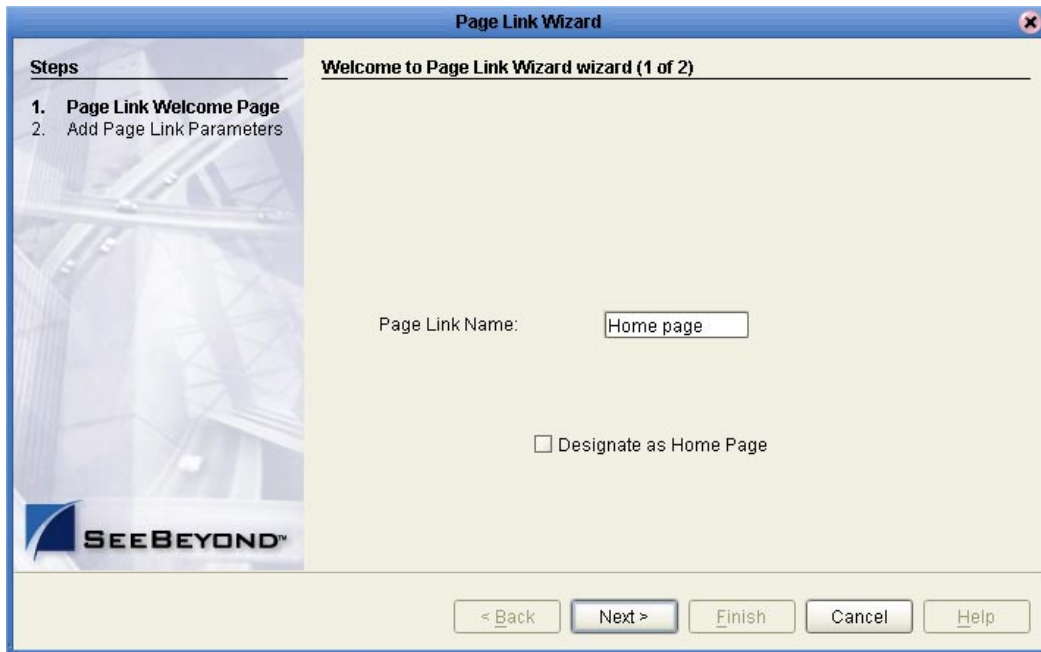 Page Link Wizard
Steps
1. Page Link Welcome Page
2. Add Page Link Parameters
Welcome to Page Link Wizard wizard (1 of 2)
Page Link Name: Home page
Designate as Home Page
SEEBEYOND™
< Back Next > Finish Cancel Help